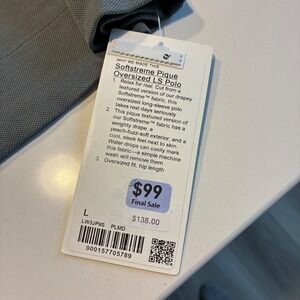 WHY WE MADE THIS
Softstreme Pique
Oversized LS Polo
1. Relax for real. Cut from a
textured version of our drapey
Softstreme™ fabric, this
oversized long-sleeve polo
takes rest days seriously
2. This pique textured version of
our Softstreme™ fabric has a
weighty drape, a
peach-fuzz-soft exterior, and a
cool, sleek feel next to skin.
Water drops can easily mark
this fabric—a simple machine
wash will remove them
3. Oversized fit, hip length
$99
Final Sale
L
$138.00
LW3JP9S PLMD
000157705789